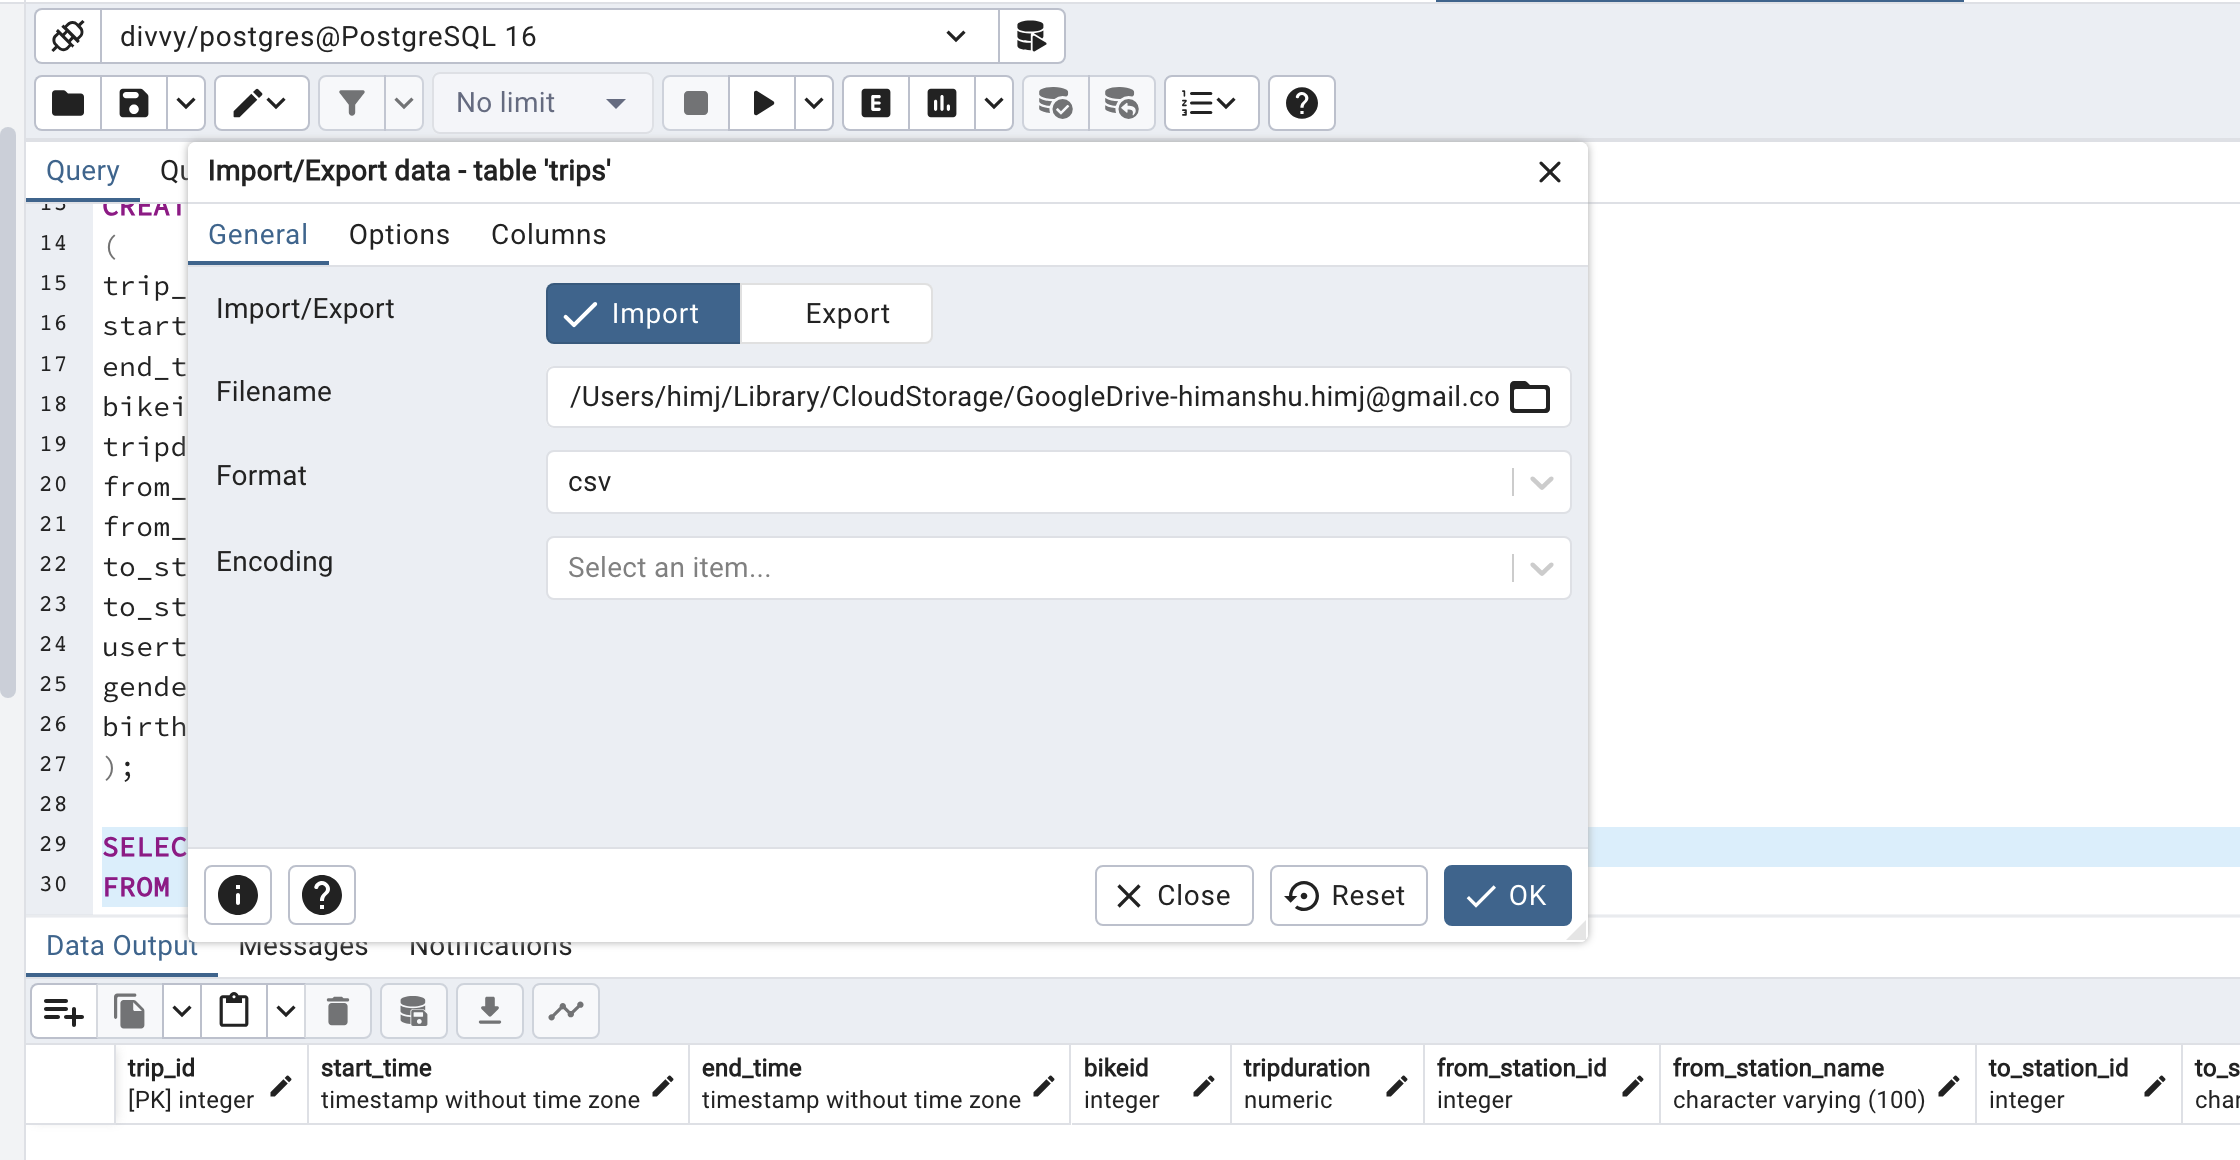 divvy/postgres@PostgreSQL 16
No limit
E
Query Qu
Import/Export data - table 'trips'
General Options Columns
Import/Export Import Export
Filename /Users/himj/Library/CloudStorage/GoogleDrive-himanshu.himj@gmail.co
Format csv
Encoding Select an item...
13 CREAT
14 (
15 trip_
16 start
17 end_t
18 bikei
19 tripd
20 from_
21 from_
22 to_st
23 to_st
24 usert
25 gende
26 birth
27 );
28
29 SELEC
30 FROM
Close Reset OK
Data Output Messages Notifications
trip_id start_time end_time bikeid tripduration from_station_id from_station_name to_station_id to_s
[PK] integer timestamp without time zone timestamp without time zone integer numeric integer character varying (100) integer char